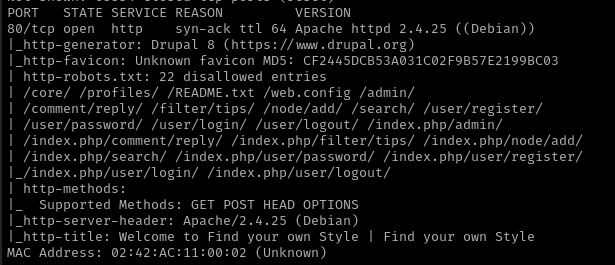 PORT   STATE SERVICE REASON         VERSION
80/tcp open  http    syn-ack ttl 64 Apache httpd 2.4.25 ((Debian))
|_http-generator: Drupal 8 (https://www.drupal.org)
|_http-favicon: Unknown favicon MD5: CF2445DCB53A031C02F9B57E2199BC03
| http-robots.txt: 22 disallowed entries
| /core/ /profiles/ /README.txt /web.config /admin/
| /comment/reply/ /filter/tips/ /node/add/ /search/ /user/register/
| /user/password/ /user/login/ /user/logout/ /index.php/admin/
| /index.php/comment/reply/ /index.php/filter/tips/ /index.php/node/add/
| /index.php/search/ /index.php/user/password/ /index.php/user/register/
|_/index.php/user/login/ /index.php/user/logout/
| http-methods:
|_  Supported Methods: GET POST HEAD OPTIONS
|_http-server-header: Apache/2.4.25 (Debian)
|_http-title: Welcome to Find your own Style | Find your own Style
MAC Address: 02:42:AC:11:00:02 (Unknown)